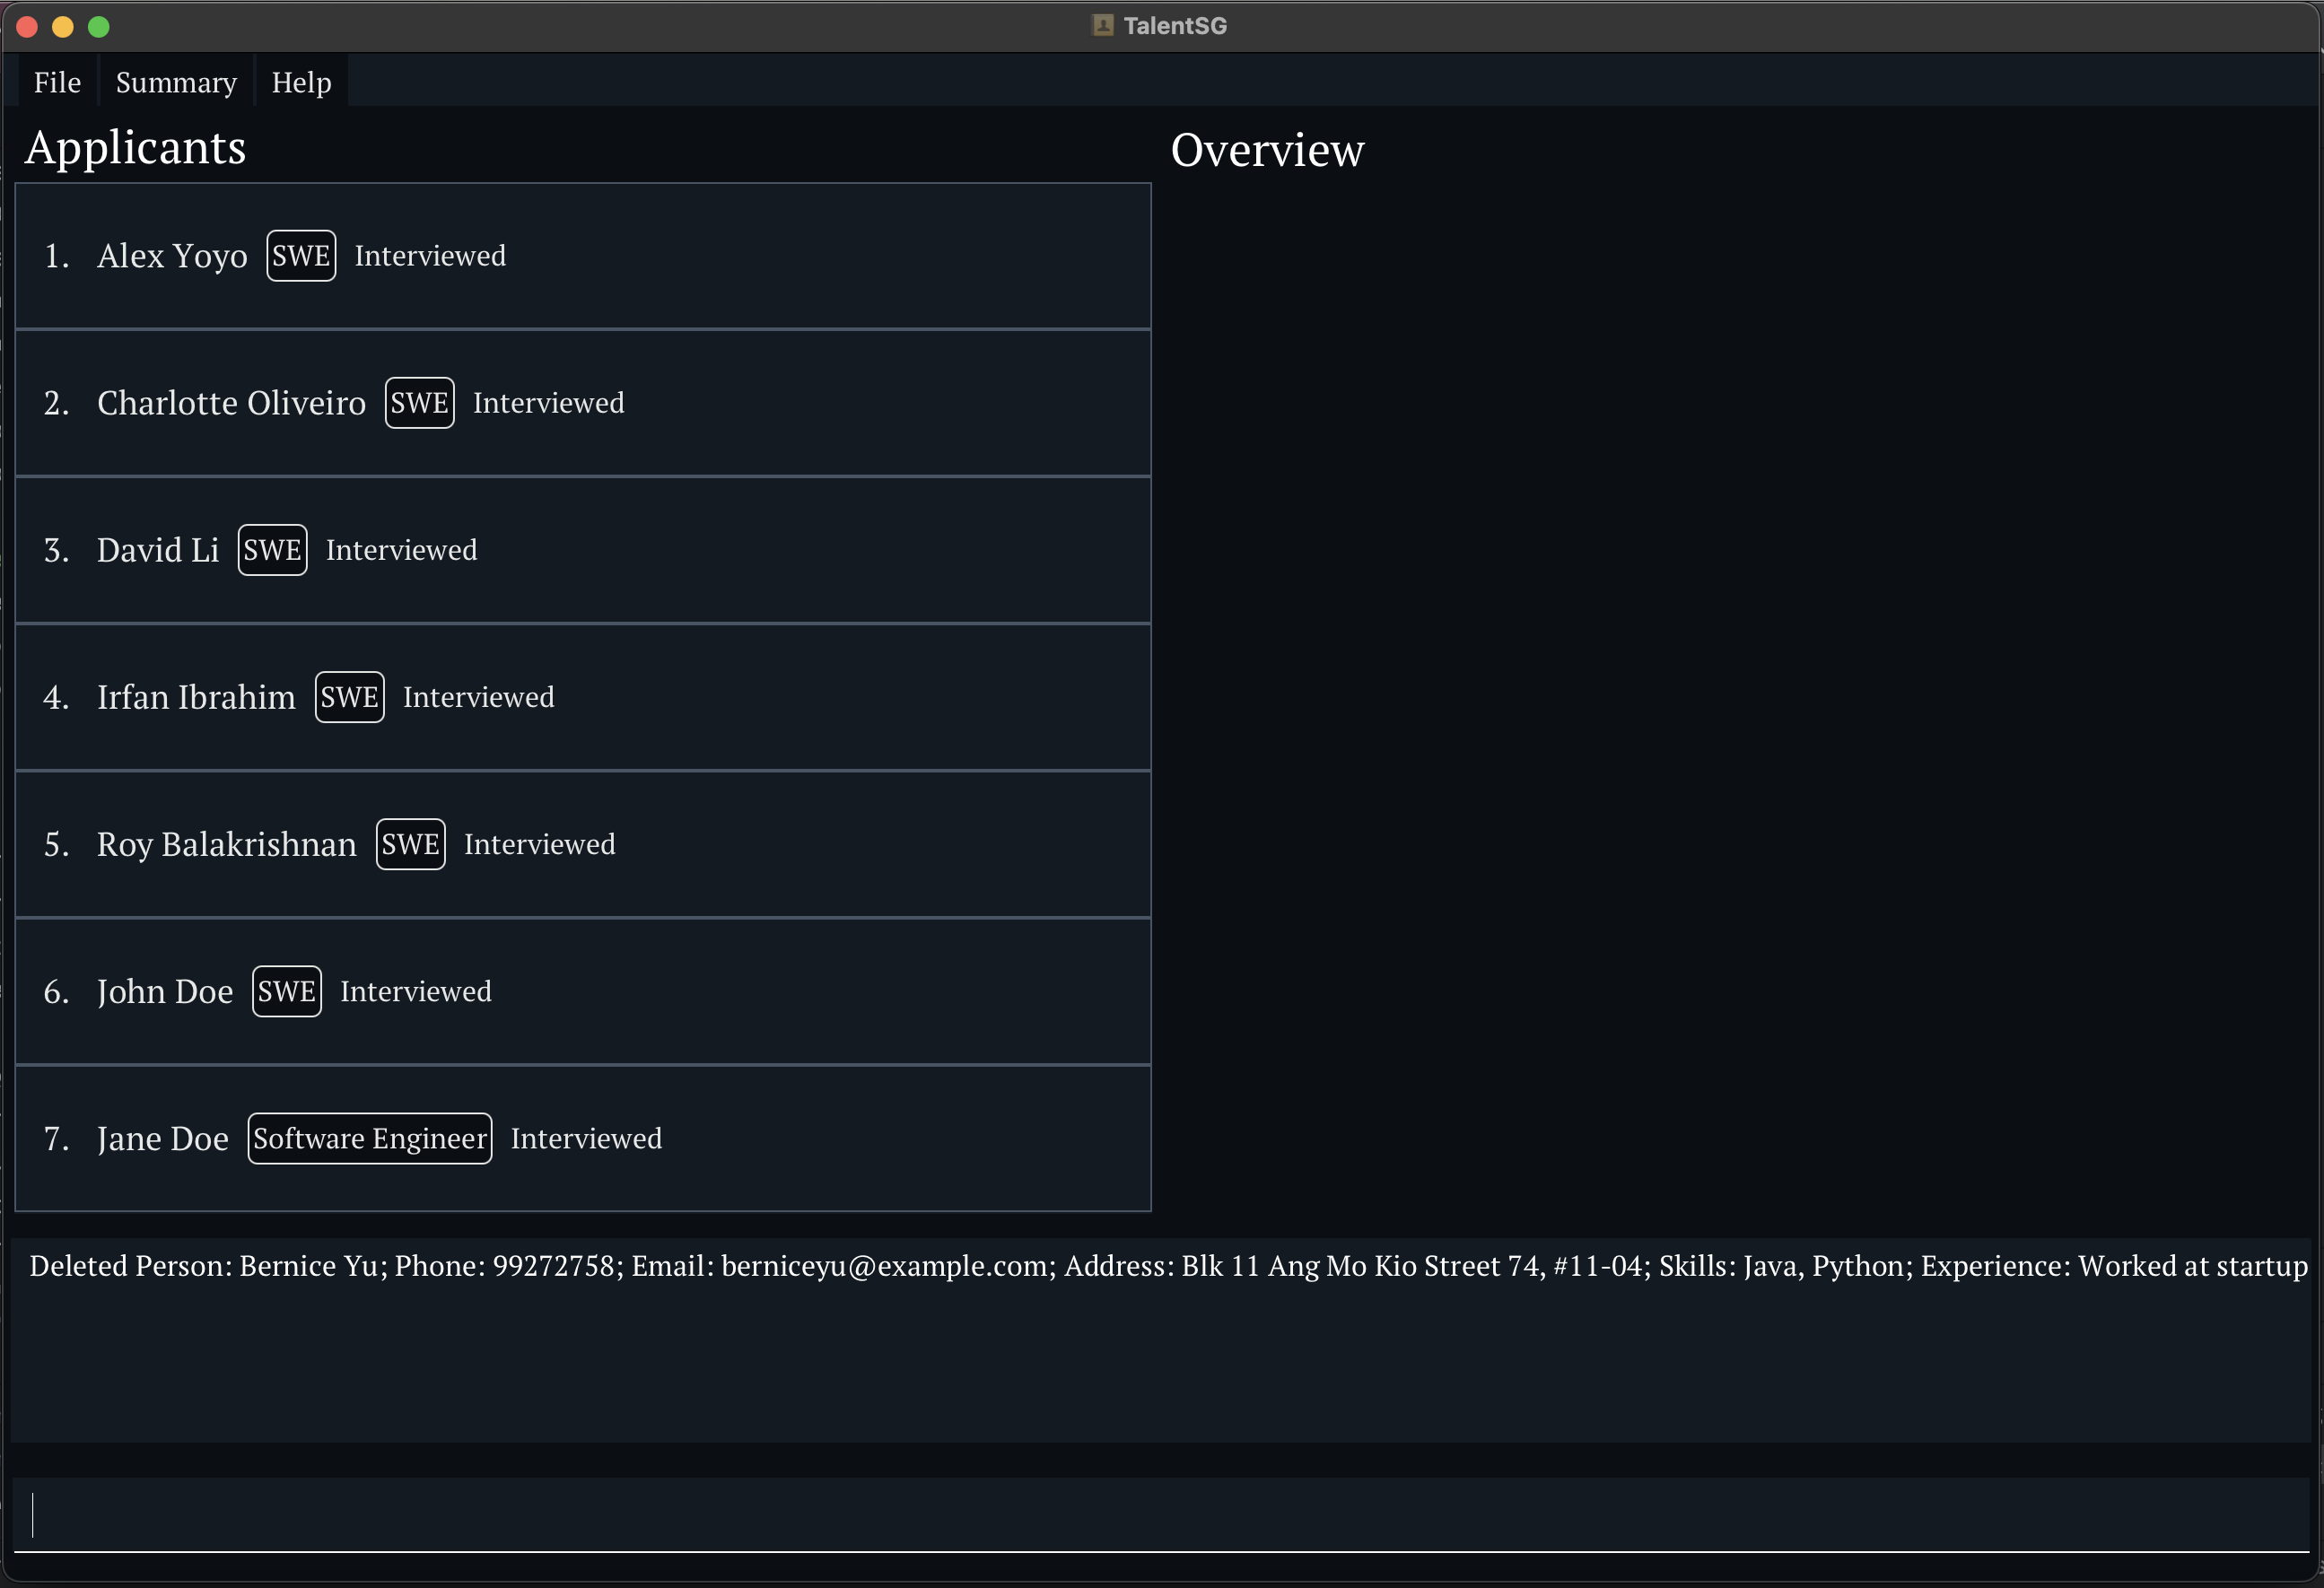 TalentSG
File Summary Help
Applicants
Overview
1. Alex Yoyo SWE Interviewed
2. Charlotte Oliveiro SWE Interviewed
3. David Li SWE Interviewed
4. Irfan Ibrahim SWE Interviewed
5. Roy Balakrishnan SWE Interviewed
6. John Doe SWE Interviewed
7. Jane Doe Software Engineer Interviewed
Deleted Person: Bernice Yu; Phone: 99272758; Email: berniceyu@example.com; Address: Blk 11 Ang Mo Kio Street 74, #11-04; Skills: Java, Python; Experience: Worked at startup